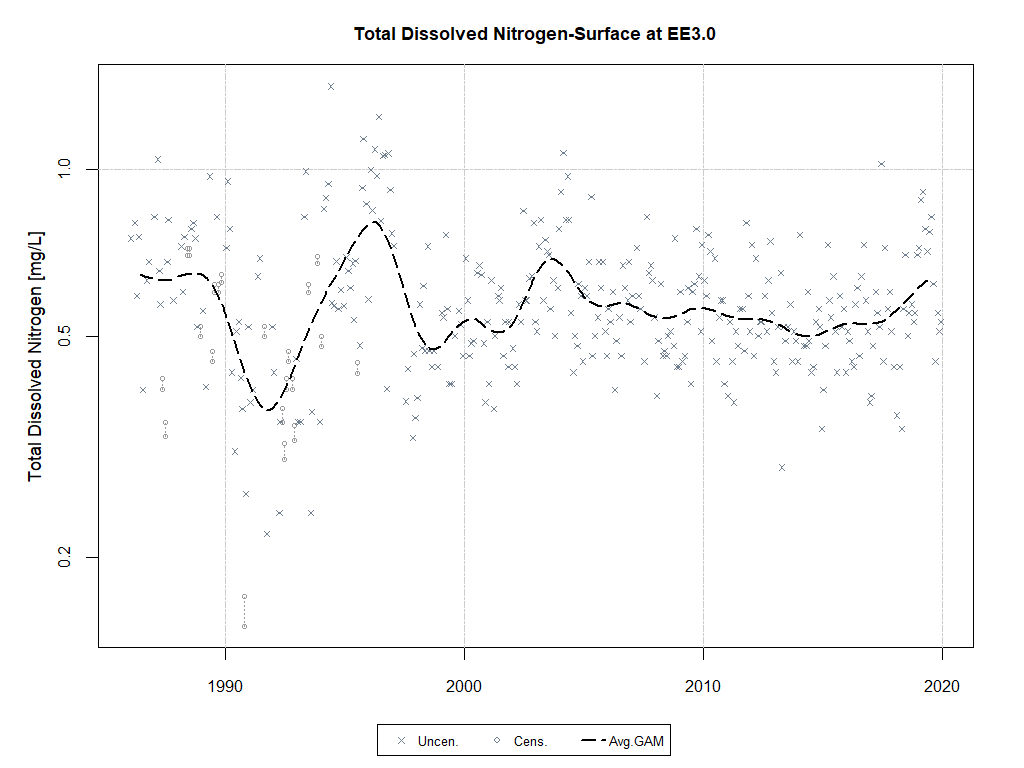 Total Dissolved Nitrogen-Surface at EE3.0
Total Dissolved Nitrogen [mg/L]
1.0
0.5
0.2
1990 2000 2010 2020
Uncen. Cens. Avg.GAM